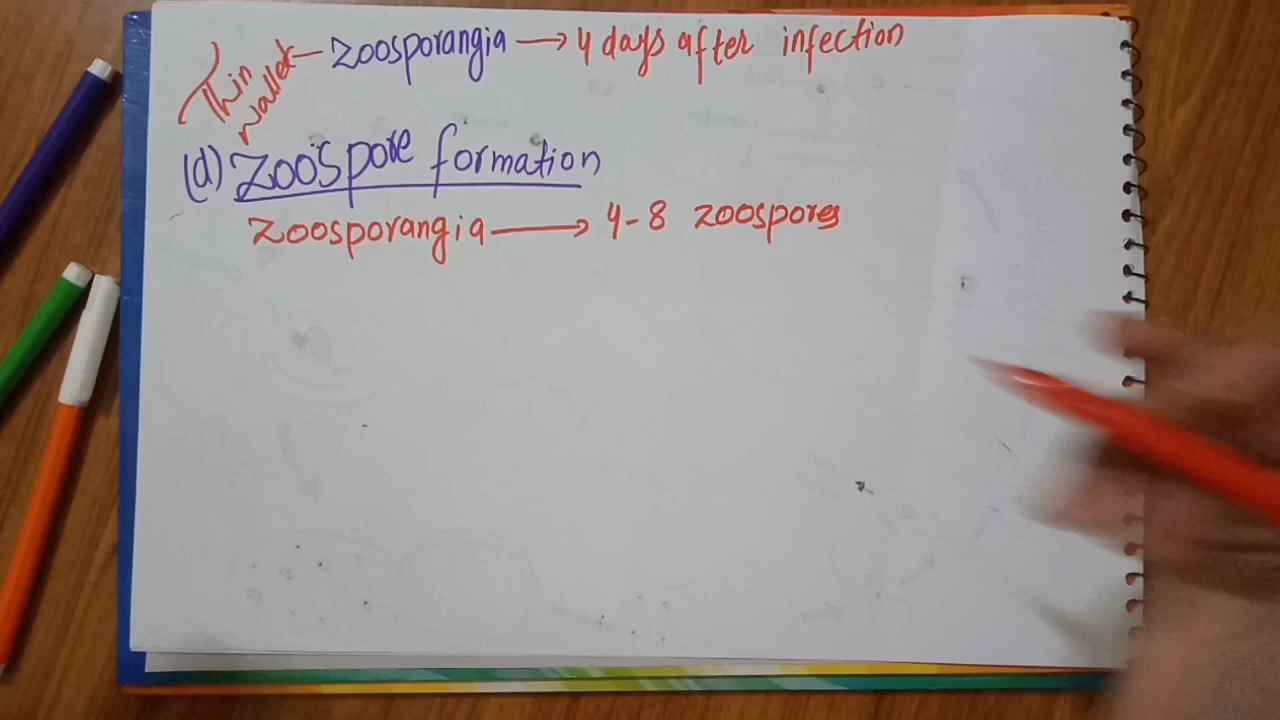 Thin walled – Zoosporangia → 4 days after infection
(d) Zoospore formation
Zoosporangia → 4-8 zoospores